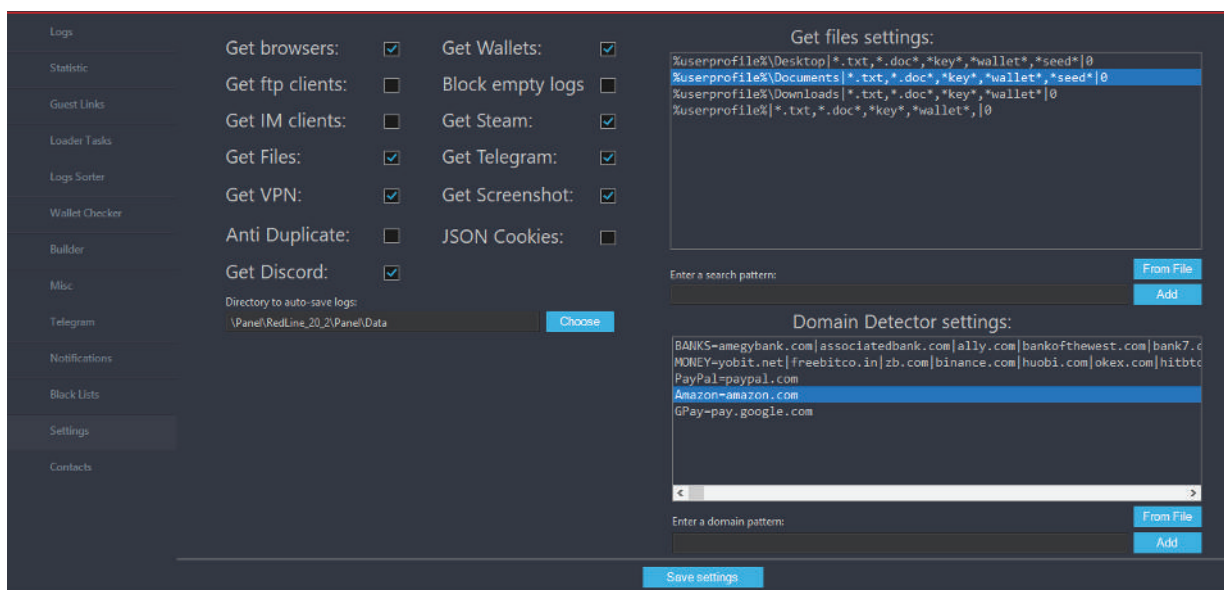 Logs
Statistic
Guest Links
Loader Tasks
Logs Sorter
Wallet Checker
Builder
Misc
Telegram
Notifications
Black Lists
Settings
Contacts
Get browsers:
Get Wallets:
Get ftp clients:
Block empty logs
Get IM clients:
Get Steam:
Get Files:
Get Telegram:
Get VPN:
Get Screenshot:
Anti Duplicate:
JSON Cookies:
Get Discord:
Directory to auto-save logs:
\Panel\RedLine_20_2\Panel\Data
Choose
Get files settings:
%userprofile%\Desktop|*.txt,*.doc*,*key*,*wallet*,*seed*|0
%userprofile%\Documents|*.txt,*.doc*,*key*,*wallet*,*seed*|0
%userprofile%\Downloads|*.txt,*.doc*,*key*,*wallet*|0
%userprofile%|*.txt,*.doc*,*key*,*wallet*,|0
Enter a search pattern:
From File
Add
Domain Detector settings:
BANKS=amegybank.com|associatedbank.com|ally.com|bankofthewest.com|bank7.c
MONEY=yobit.net|freebitco.in|zb.com|binance.com|huobi.com|okex.com|hitbtc
PayPal=paypal.com
Amazon=amazon.com
GPay=pay.google.com
Enter a domain pattern:
From File
Add
Save settings